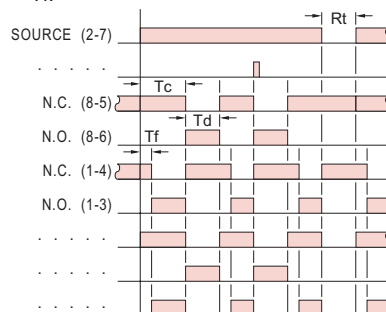 Rt
SOURCE (2-7)
. . . . .
Tc
N.C. (8-5)
Td
N.O. (8-6)
Tf
N.C. (1-4)
N.O. (1-3)
. . . . .
. . . . .
. . . . .